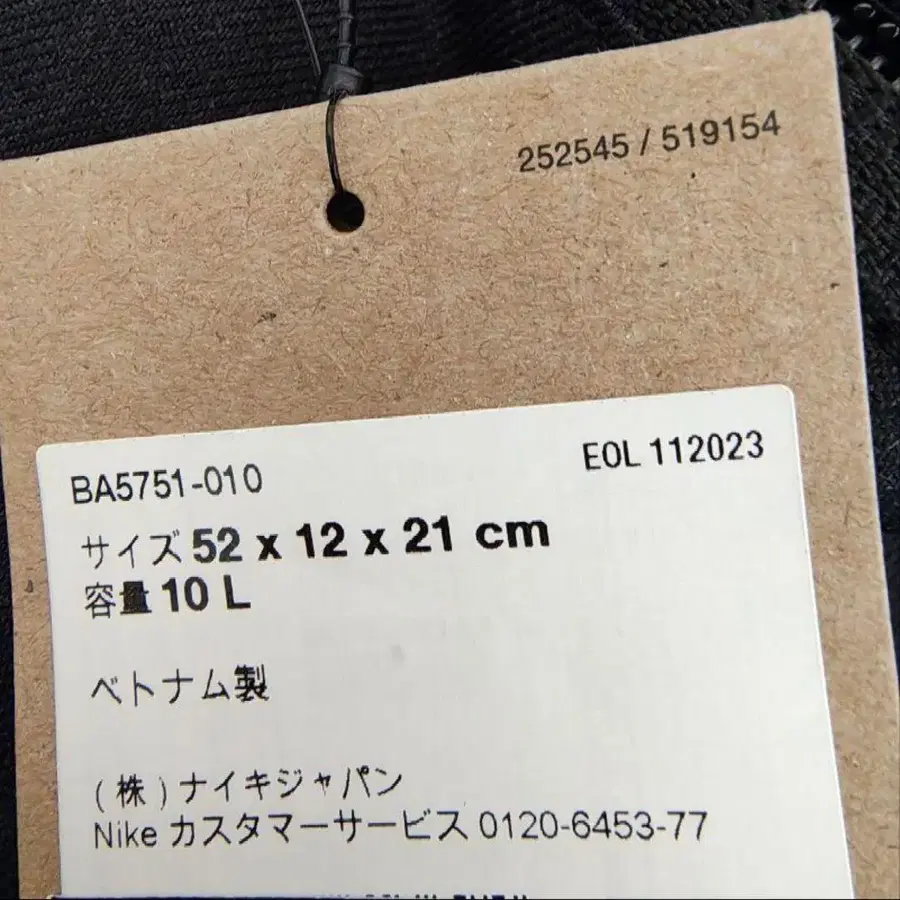 252545 / 519154
BA5751-010
EOL 112023
サイズ 52 x 12 x 21 cm
容量 10 L
ベトナム製
(株)ナイキジャパン
Nike カスタマーサービス 0120-6453-77